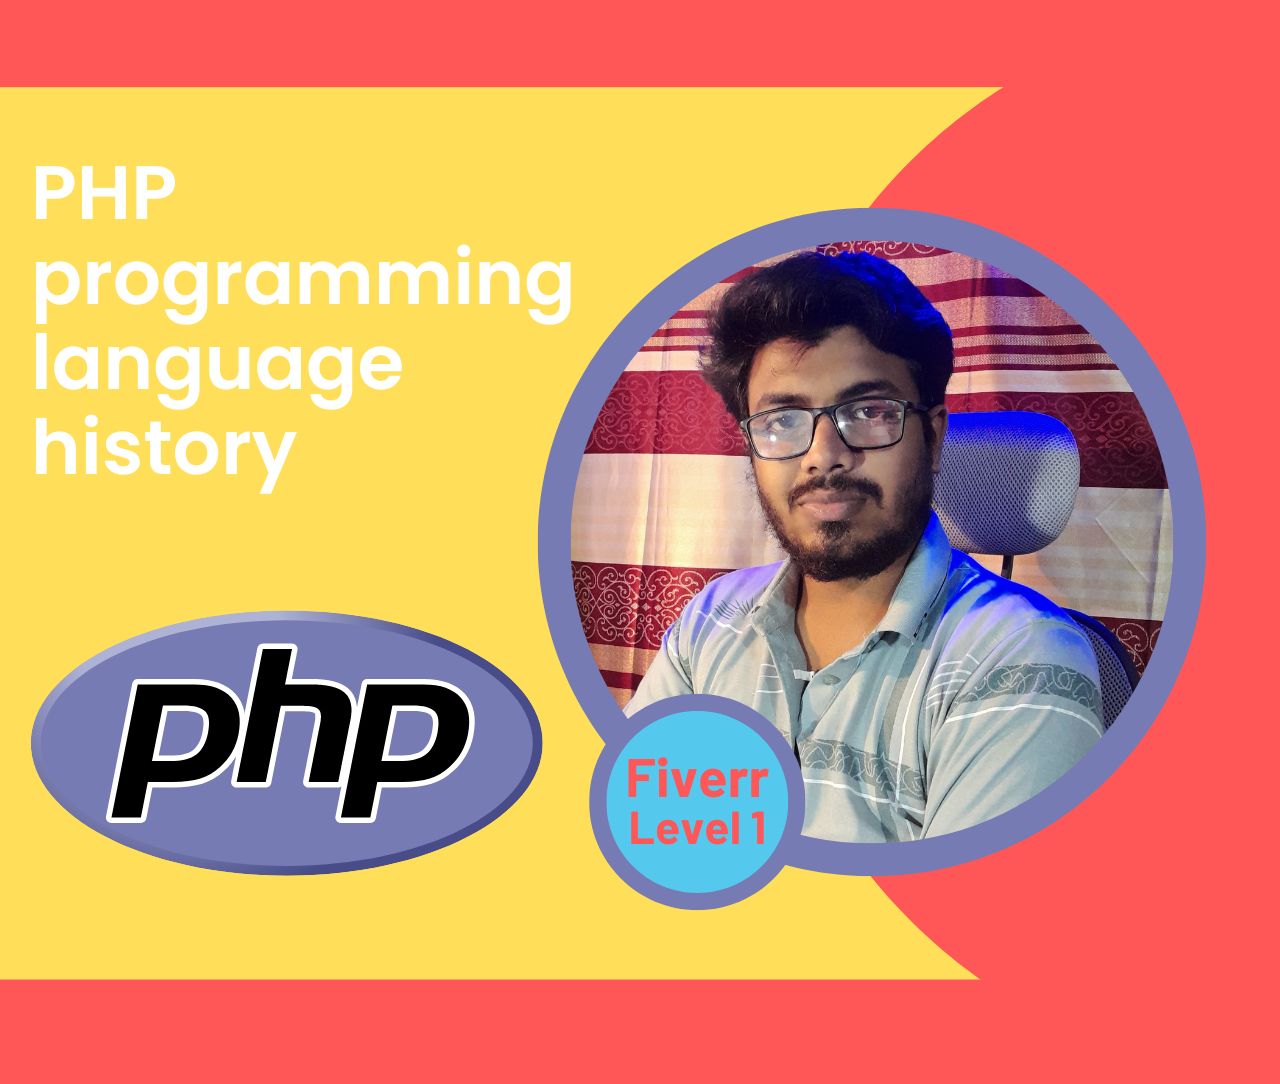 PHP
programming
language
history
php
Fiverr
Level 1